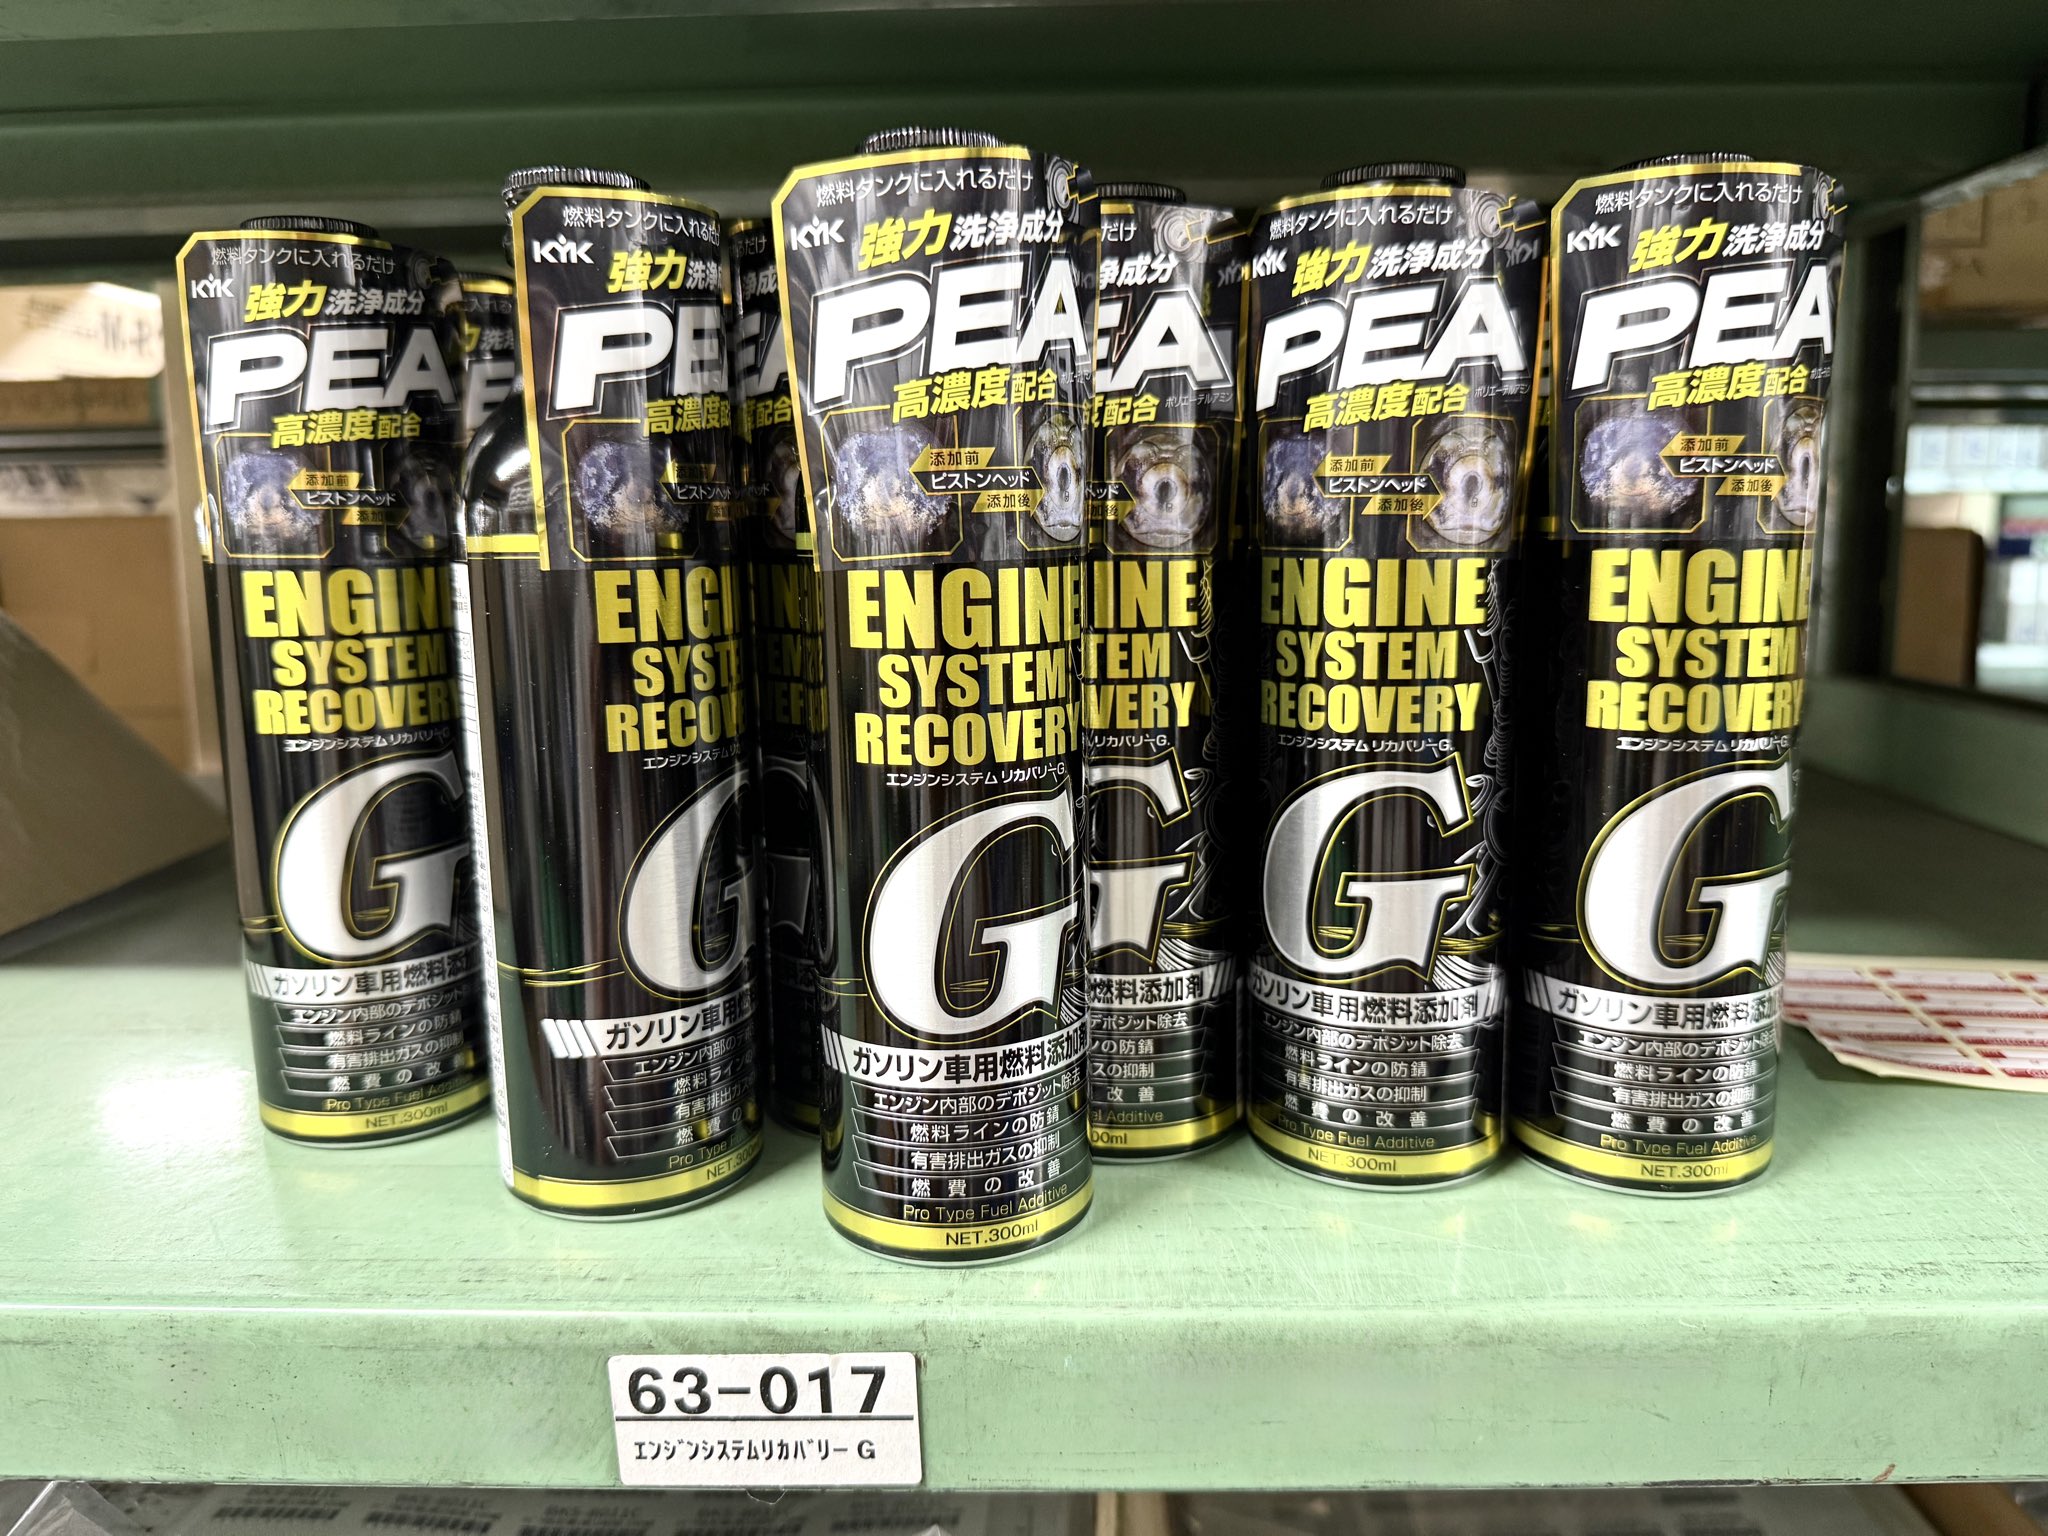 燃料タンクに入れるだけ
KYK
強力洗浄成分
PEA
高濃度配合
ポリエーテルアミン
添加前
ピストンヘッド
添加後
ENGINE
SYSTEM
RECOVERY
エンジンシステムリカバリーG.
G
ガソリン車用燃料添加剤
エンジン内部のデポジット除去
燃料ラインの防錆
有害排出ガスの抑制
燃費の改善
Pro Type Fuel Additive
NET.300ml
63-017
エンジンシステムリカバリーG